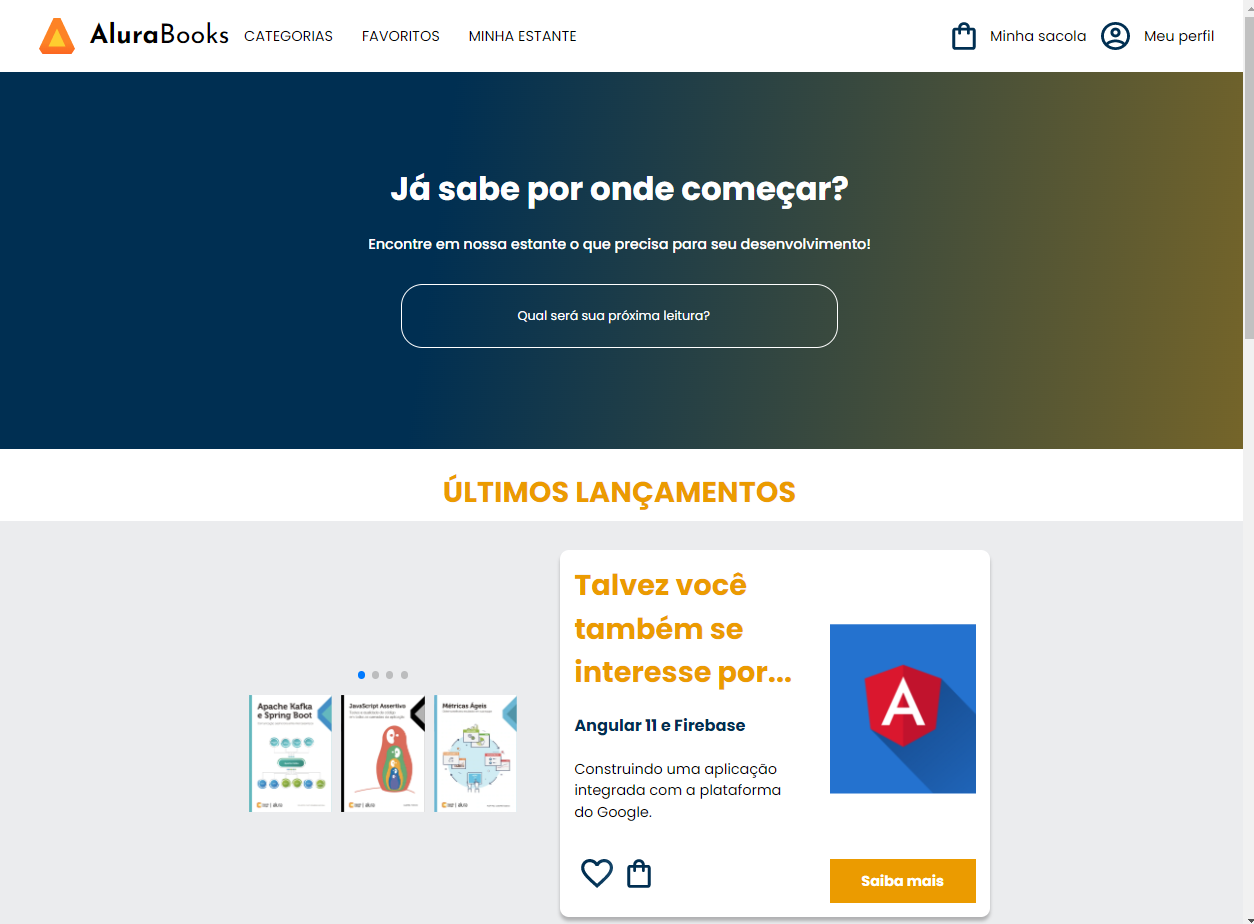 AluraBooks
CATEGORIAS
FAVORITOS
MINHA ESTANTE
Minha sacola
Meu perfil
Já sabe por onde começar?
Encontre em nossa estante o que precisa para seu desenvolvimento!
Qual será sua próxima leitura?
ÚLTIMOS LANÇAMENTOS
Apache Kafka
e Spring Boot
JavaScript Assertivo
Métricas Ágeis
Talvez você
também se
interesse por...
Angular 11 e Firebase
Construindo uma aplicação
integrada com a plataforma
do Google.
A
Saiba mais